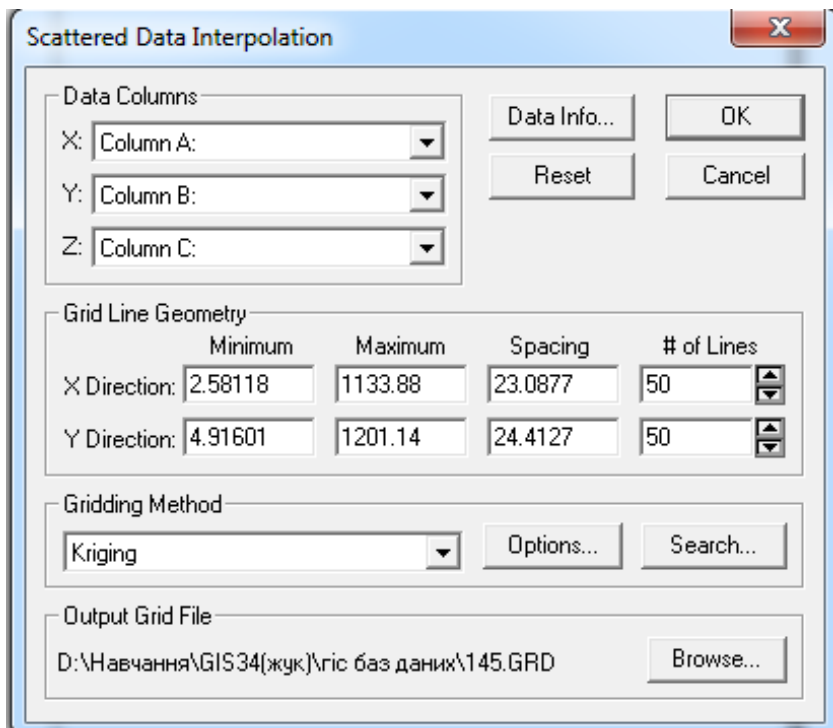 Scattered Data Interpolation
Data Columns
X: Column A:
Y: Column B:
Z: Column C:
Data Info... OK
Reset Cancel
Grid Line Geometry
Minimum Maximum Spacing # of Lines
X Direction: 2.58118 1133.88 23.0877 50
Y Direction: 4.91601 1201.14 24.4127 50
Gridding Method
Kriging Options... Search...
Output Grid File
D:\Навчання\GIS34(жук)\гіс баз даних\145.GRD Browse...